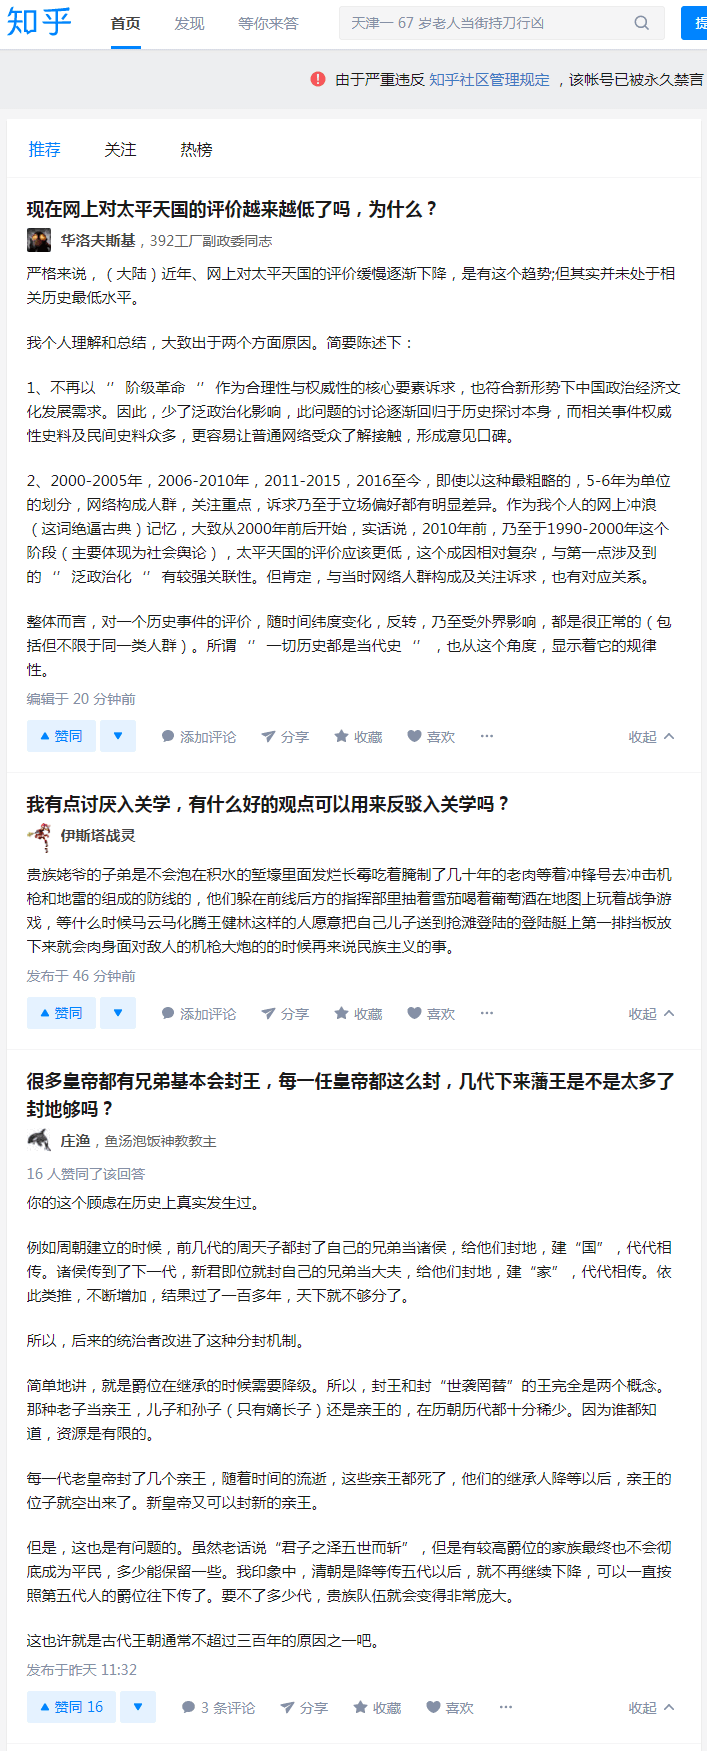 知乎 首页 发现 等你来答 天津一 67 岁老人当街持刀行凶 提
由于严重违反 知乎社区管理规定 ，该帐号已被永久禁言
推荐 关注 热榜
现在网上对太平天国的评价越来越低了吗，为什么？
华洛夫斯基，392工厂副政委同志
严格来说，（大陆）近年、网上对太平天国的评价缓慢逐渐下降，是有这个趋势;但其实并未处于相
关历史最低水平。
我个人理解和总结，大致出于两个方面原因。简要陈述下：
1、不再以“阶级革命“作为合理性与权威性的核心要素诉求，也符合新形势下中国政治经济文
化发展需求。因此，少了泛政治化影响，此问题的讨论逐渐回归于历史探讨本身，而相关事件权威
性史料及民间史料众多，更容易让普通网络受众了解接触，形成意见口碑。
2、2000-2005年，2006-2010年，2011-2015，2016至今，即使以这种最粗略的，5-6年为单位
的划分，网络构成人群，关注重点，诉求乃至于立场偏好都有明显差异。作为我个人的网上冲浪
（这词绝逼古典）记忆，大致从2000年前后开始，实话说，2010年前，乃至于1990-2000年这个
阶段（主要体现为社会舆论），太平天国的评价应该更低，这个成因相对复杂，与第一点涉及到
的“泛政治化“有较强关联性。但肯定，与当时网络人群构成及关注诉求，也有对应关系。
整体而言，对一个历史事件的评价，随时间纬度变化，反转，乃至受外界影响，都是很正常的（包
括但不限于同一类人群）。所谓“一切历史都是当代史“，也从这个角度，显示着它的规律
性。
编辑于 20 分钟前
赞同 添加评论 分享 收藏 喜欢 ··· 收起
我有点讨厌入关学，有什么好的观点可以用来反驳入关学吗？
伊斯塔战灵
贵族姥爷的子弟是不会泡在积水的堑壕里面发烂长霉吃着腌制了几十年的老肉等着冲锋号去冲击机
枪和地雷的组成的防线的，他们躲在前线后方的指挥部里抽着雪茄喝着葡萄酒在地图上玩着战争游
戏，等什么时候马云马化腾王健林这样的人愿意把自己儿子送到抢滩登陆的登陆艇上第一排挡板放
下来就会肉身面对敌人的机枪大炮的的时候再来说民族主义的事。
发布于 46 分钟前
赞同 添加评论 分享 收藏 喜欢 ··· 收起
很多皇帝都有兄弟基本会封王，每一任皇帝都这么封，几代下来藩王是不是太多了
封地够吗？
庄渔，鱼汤泡饭神教教主
16 人赞同了该回答
你的这个顾虑在历史上真实发生过。
例如周朝建立的时候，前几代的周天子都封了自己的兄弟当诸侯，给他们封地，建“国”，代代相
传。诸侯传到了下一代，新君即位就封自己的兄弟当大夫，给他们封地，建“家”，代代相传。依
此类推，不断增加，结果过了一百多年，天下就不够分了。
所以，后来的统治者改进了这种分封机制。
简单地讲，就是爵位在继承的时候需要降级。所以，封王和封“世袭罔替”的王完全是两个概念。
那种老子当亲王，儿子和孙子（只有嫡长子）还是亲王的，在历朝历代都十分稀少。因为谁都知
道，资源是有限的。
每一代老皇帝封了几个亲王，随着时间的流逝，这些亲王都死了，他们的继承人降等以后，亲王的
位子就空出来了。新皇帝又可以封新的亲王。
但是，这也是有问题的。虽然老话说“君子之泽五世而斩”，但是有较高爵位的家族最终也不会彻
底成为平民，多少能保留一些。我印象中，清朝是降等传五代以后，就不再继续下降，可以一直按
照第五代人的爵位往下传了。要不了多少代，贵族队伍就会变得非常庞大。
这也许就是古代王朝通常不超过三百年的原因之一吧。
发布于昨天 11:32
赞同 16 3 条评论 分享 收藏 喜欢 ··· 收起